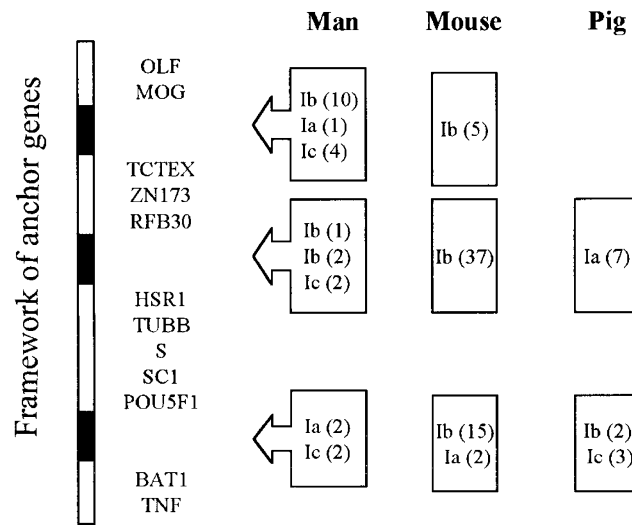 Man Mouse Pig
Framework of anchor genes
OLF
MOG
Ib (10)
Ia (1)
Ic (4)
Ib (5)
TCTEX
ZN173
RFB30
Ib (1)
Ib (2)
Ic (2)
Ib (37)
Ia (7)
HSR1
TUBB
S
SC1
POU5F1
Ia (2)
Ic (2)
Ib (15)
Ia (2)
Ib (2)
Ic (3)
BAT1
TNF